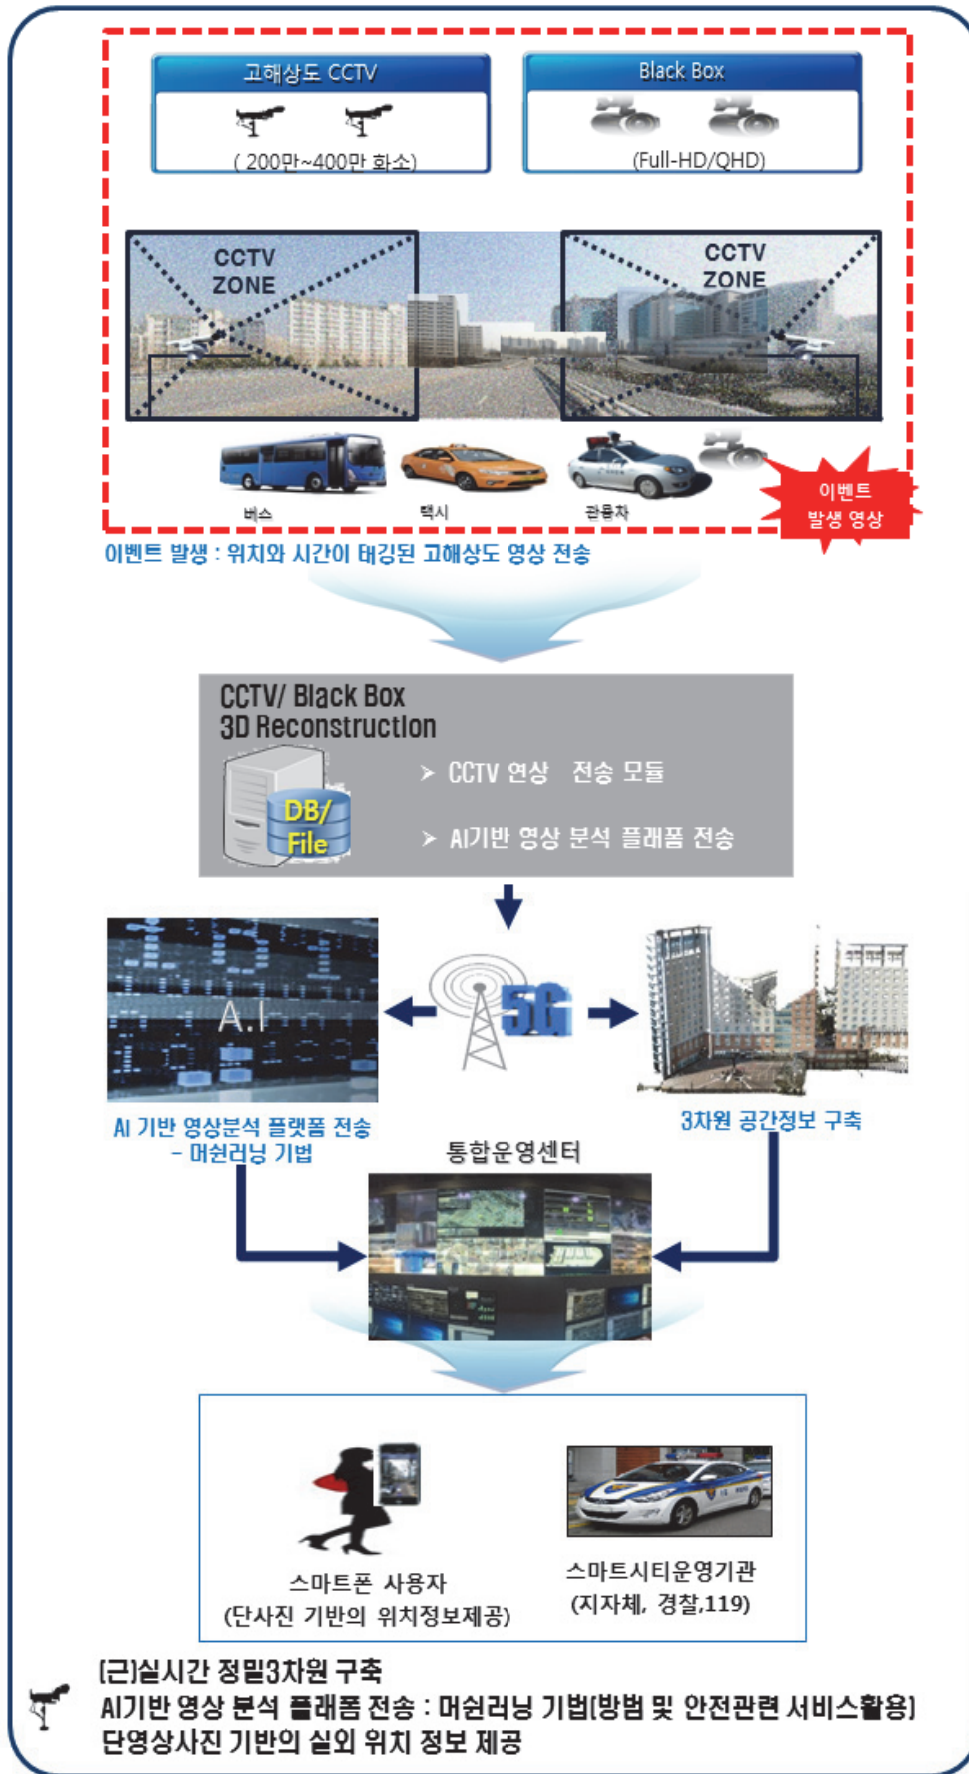 고해상도 CCTV
( 200만~400만 화소)
Black Box
(Full-HD/QHD)
CCTV
ZONE
CCTV
ZONE
버스
택시
관용차
이벤트
발생 영상
이벤트 발생 : 위치와 시간이 태깅된 고해상도 영상 전송
CCTV/ Black Box
3D Reconstruction
DB/
File
➢ CCTV 연상 전송 모듈
➢ AI기반 영상 분석 플래폼 전송
A.I
5G
AI 기반 영상분석 플랫폼 전송
- 머쉰러닝 기법
3차원 공간정보 구축
통합운영센터
스마트폰 사용자
(단사진 기반의 위치정보제공)
스마트시티운영기관
(지자체, 경찰,119)
(근)실시간 정밀3차원 구축
AI기반 영상 분석 플래폼 전송 : 머쉰러닝 기법(방범 및 안전관련 서비스활용)
단영상사진 기반의 실외 위치 정보 제공